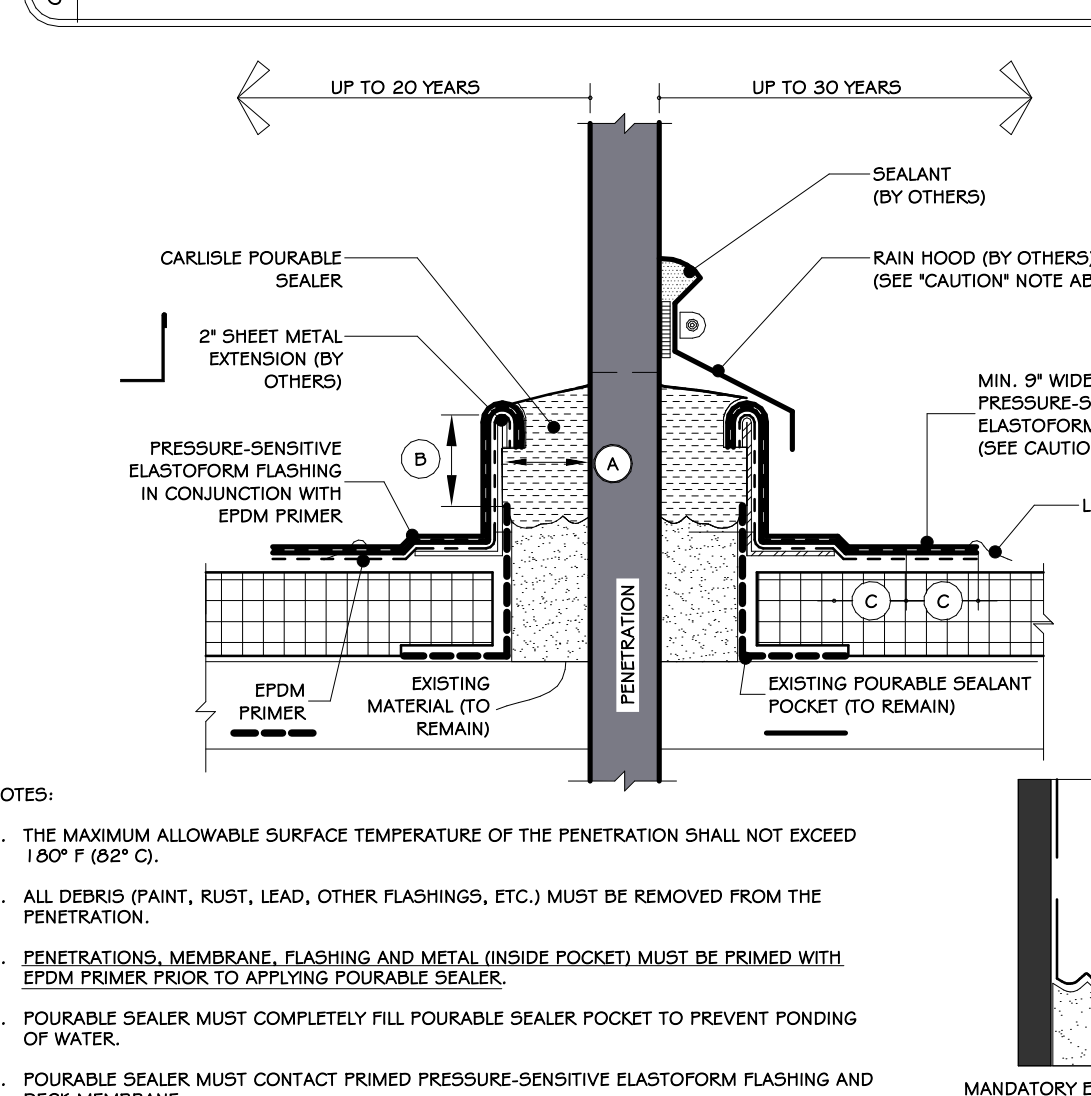 UP TO 20 YEARS
UP TO 30 YEARS
SEALANT
(BY OTHERS)
CARLISLE POURABLE
SEALER
RAIN HOOD (BY OTHERS)
(SEE "CAUTION" NOTE AB
2" SHEET METAL
EXTENSION (BY
OTHERS)
MIN. 9" WIDE
PRESSURE-S
ELASTOFORM
(SEE CAUTIO
PRESSURE-SENSITIVE
ELASTOFORM FLASHING
IN CONJUNCTION WITH
EPDM PRIMER
B
A
L
C
C
PENETRATION
EPDM
PRIMER
EXISTING
MATERIAL (TO
REMAIN)
EXISTING POURABLE SEALANT
POCKET (TO REMAIN)
OTES:
. THE MAXIMUM ALLOWABLE SURFACE TEMPERATURE OF THE PENETRATION SHALL NOT EXCEED
180° F (82° C).
. ALL DEBRIS (PAINT, RUST, LEAD, OTHER FLASHINGS, ETC.) MUST BE REMOVED FROM THE
PENETRATION.
. PENETRATIONS, MEMBRANE, FLASHING AND METAL (INSIDE POCKET) MUST BE PRIMED WITH
EPDM PRIMER PRIOR TO APPLYING POURABLE SEALER.
. POURABLE SEALER MUST COMPLETELY FILL POURABLE SEALER POCKET TO PREVENT PONDING
OF WATER.
. POURABLE SEALER MUST CONTACT PRIMED PRESSURE-SENSITIVE ELASTOFORM FLASHING AND
DECK MEMBRANE
MANDATORY E